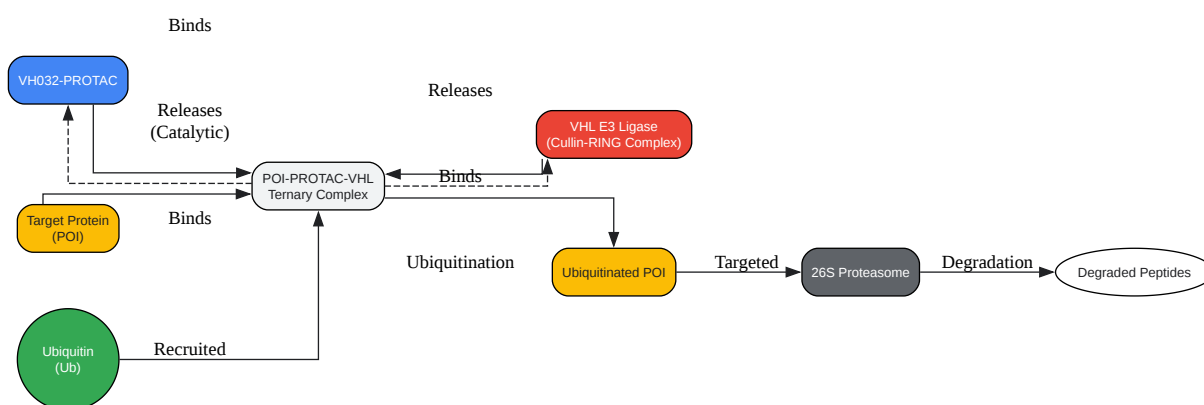 Binds
VH032-PROTAC
Releases
(Catalytic)
Releases
VHL E3 Ligase
(Cullin-RING Complex)
Binds
POI-PROTAC-VHL
Ternary Complex
Target Protein
(POI)
Binds
Ubiquitination
Ubiquitinated POI
Targeted
26S Proteasome
Degradation
Degraded Peptides
Ubiquitin
(Ub)
Recruited